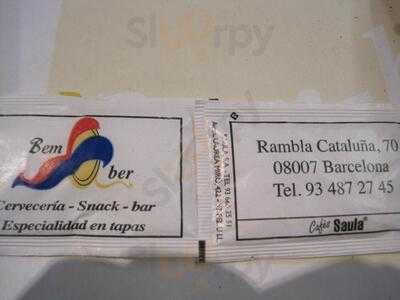 Slurrpy
Bem
ber
Cervecería - Snack - bar
Especialidad en tapas
Rambla Cataluña, 70
08007 Barcelona
Tel. 93 487 27 45
Cafés Saula®